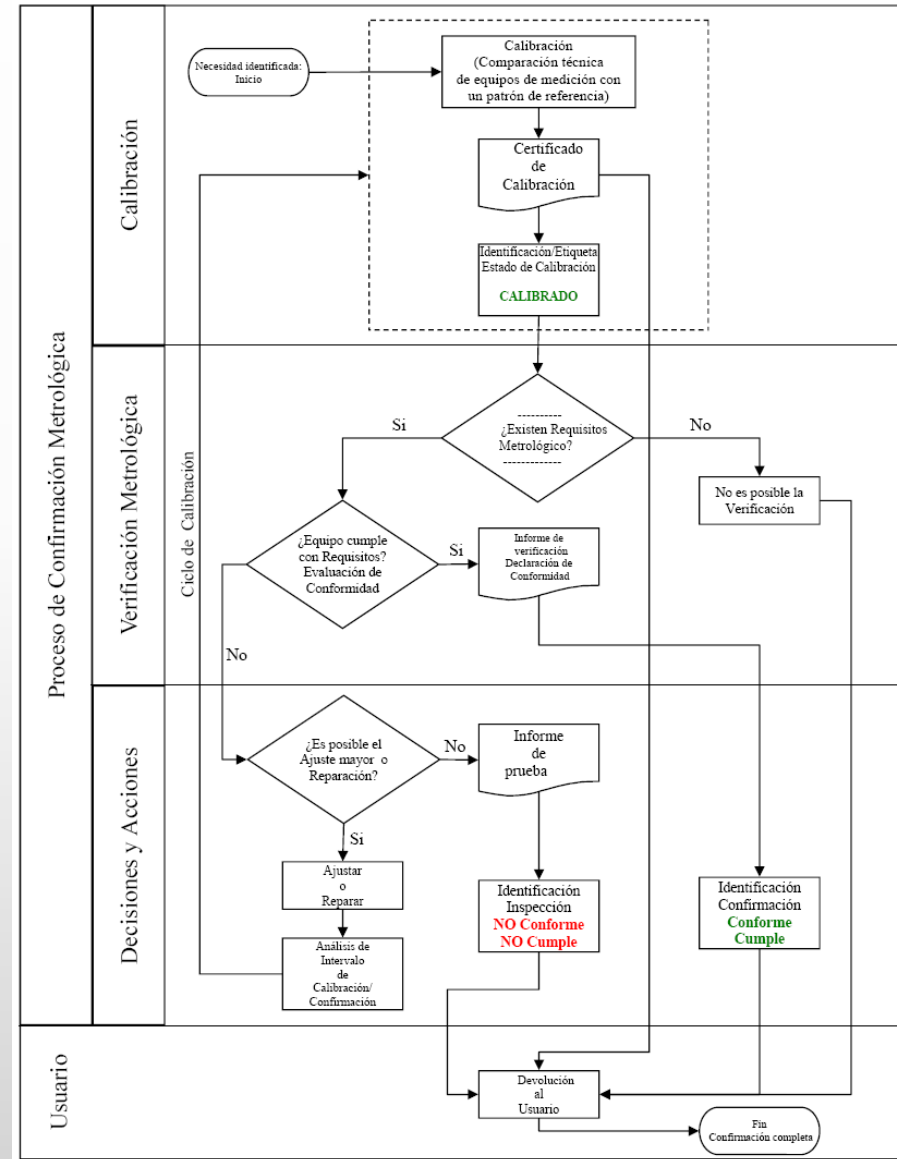 Proceso de Confirmación Metrológica
Calibración
Necesidad identificada:
Inicio
Calibración
(Comparación técnica
de equipos de medición con
un patrón de referencia)
Certificado
de
Calibración
Identificación/Etiqueta
Estado de Calibración
CALIBRADO
Verificación Metrológica
Ciclo de Calibración
----------
¿Existen Requisitos
Metrológico?
-------------
Si
No
No es posible la
Verificación
¿Equipo cumple
con Requisitos?
Evaluación de
Conformidad
Si
Informe de
verificación
Declaración de
Conformidad
No
Decisiones y Acciones
¿Es posible el
Ajuste mayor o
Reparación?
No
Informe
de
prueba
Si
Ajustar
o
Reparar
Análisis de
Intervalo
de
Calibración/
Confirmación
Identificación
Inspección
NO Conforme
NO Cumple
Identificación
Confirmación
Conforme
Cumple
Usuario
Devolución
al
Usuario
Fin
Confirmación completa